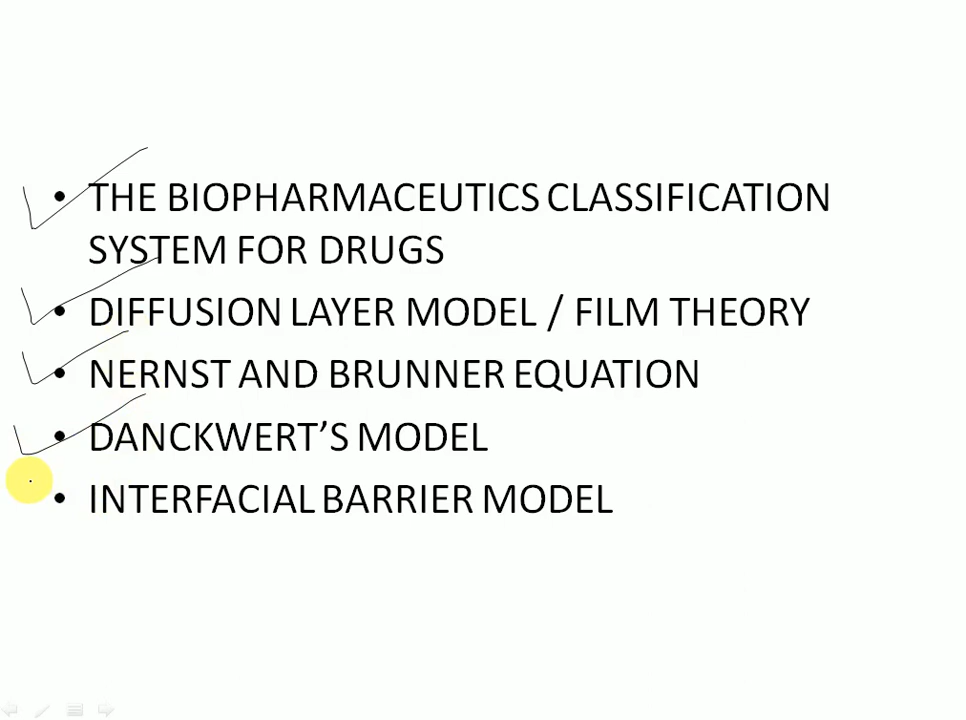 • THE BIOPHARMACEUTICS CLASSIFICATION
SYSTEM FOR DRUGS
• DIFFUSION LAYER MODEL / FILM THEORY
• NERNST AND BRUNNER EQUATION
• DANCKWERT’S MODEL
• INTERFACIAL BARRIER MODEL